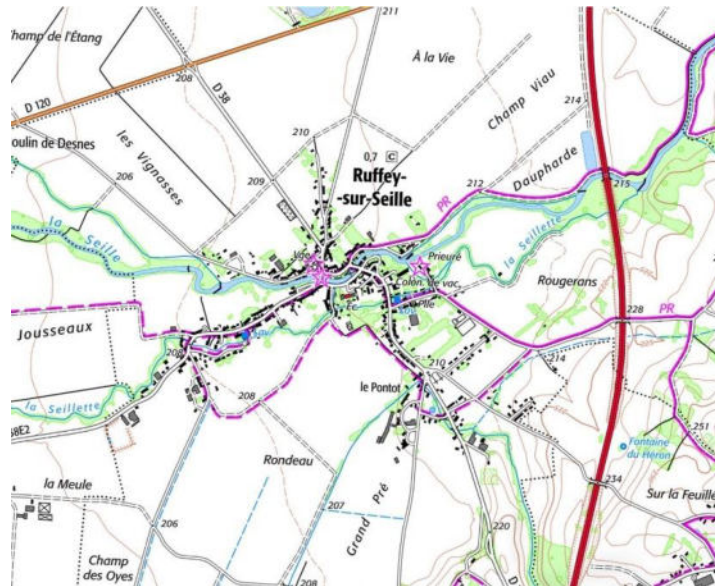 211
Champ de l'Étang
208
D 38
À la Vie
D 120
Champ Viau
214
210
Moulin de Desnes
les Vignasses
0,7 C
Ruffey-
-sur-Seille
Daupharde
215
206
209
212
PR
la Seille
Prieuré
la Seillette
Colon. de vac.
Rougerans
Jousseaux
228
PR
208
210
214
la Seillette
208
le Pontot
251
Fontaine
du Héron
Rondeau
234
la Meule
Sur la Feuille
207
206
Grand Pré
220
Champ
des Oyes
208
D